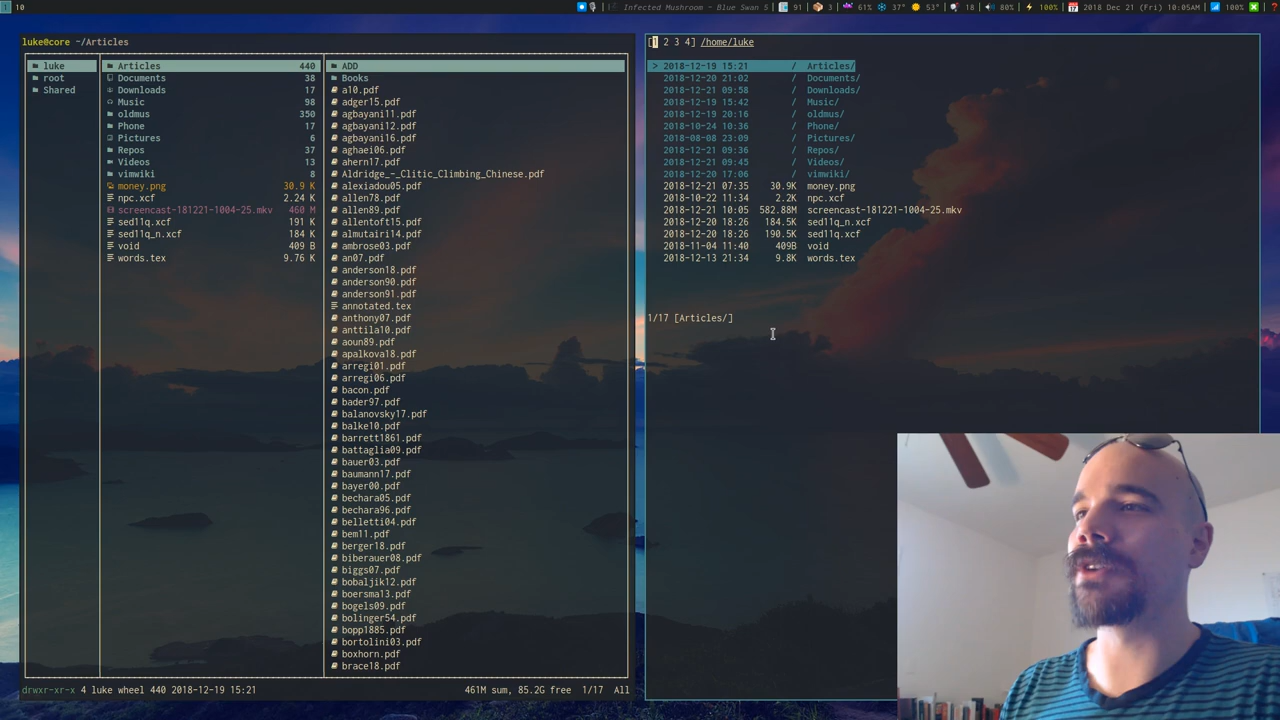 1 10
Infected Mushroom - Blue Swan 5 91 3 61% 37° 53° 18 80% 100% 2018 Dec 21 (Fri) 10:05AM 100% ?
luke@core ~/Articles
luke
root
Shared
Articles 440
Documents 38
Downloads 17
Music 98
oldmus 350
Phone 17
Pictures 6
Repos 37
Videos 13
vimwiki 8
money.png 30.9 K
npc.xcf 2.24 K
screencast-181221-1004-25.mkv 460 M
sed11q.xcf 191 K
sed11q_n.xcf 184 K
void 409 B
words.tex 9.76 K
ADD
Books
a10.pdf
adger15.pdf
agbayani11.pdf
agbayani12.pdf
agbayani16.pdf
aghaei06.pdf
ahern17.pdf
Aldridge_-_Clitic_Climbing_Chinese.pdf
alexiadou05.pdf
allen78.pdf
allen89.pdf
allentoft15.pdf
almutairi14.pdf
ambrose03.pdf
an07.pdf
anderson18.pdf
anderson90.pdf
anderson91.pdf
annotated.tex
anthony07.pdf
anttila10.pdf
aoun89.pdf
apalkova18.pdf
arregi01.pdf
arregi06.pdf
bacon.pdf
bader97.pdf
balanovsky17.pdf
balke10.pdf
barrett1861.pdf
battaglia09.pdf
bauer03.pdf
baumann17.pdf
bayer00.pdf
bechara05.pdf
bechara96.pdf
belletti04.pdf
bem11.pdf
berger18.pdf
biberauer08.pdf
biggs07.pdf
bobaljik12.pdf
boersma13.pdf
bogels09.pdf
bolinger54.pdf
bopp1885.pdf
bortolini03.pdf
boxhorn.pdf
brace18.pdf
drwxr-xr-x 4 luke wheel 440 2018-12-19 15:21 461M sum, 85.2G free 1/17 All
[1 2 3 4] /home/luke
> 2018-12-19 15:21 / Articles/
2018-12-20 21:02 / Documents/
2018-12-21 09:58 / Downloads/
2018-12-19 15:42 / Music/
2018-12-19 20:16 / oldmus/
2018-10-24 10:36 / Phone/
2018-08-08 23:09 / Pictures/
2018-12-21 09:36 / Repos/
2018-12-21 09:45 / Videos/
2018-12-20 17:06 / vimwiki/
2018-12-21 07:35 30.9K money.png
2018-10-22 11:34 2.2K npc.xcf
2018-12-21 10:05 582.88M screencast-181221-1004-25.mkv
2018-12-20 18:26 184.5K sed11q_n.xcf
2018-12-20 18:26 190.5K sed11q.xcf
2018-11-04 11:40 409B void
2018-12-13 21:34 9.8K words.tex
1/17 [Articles/]